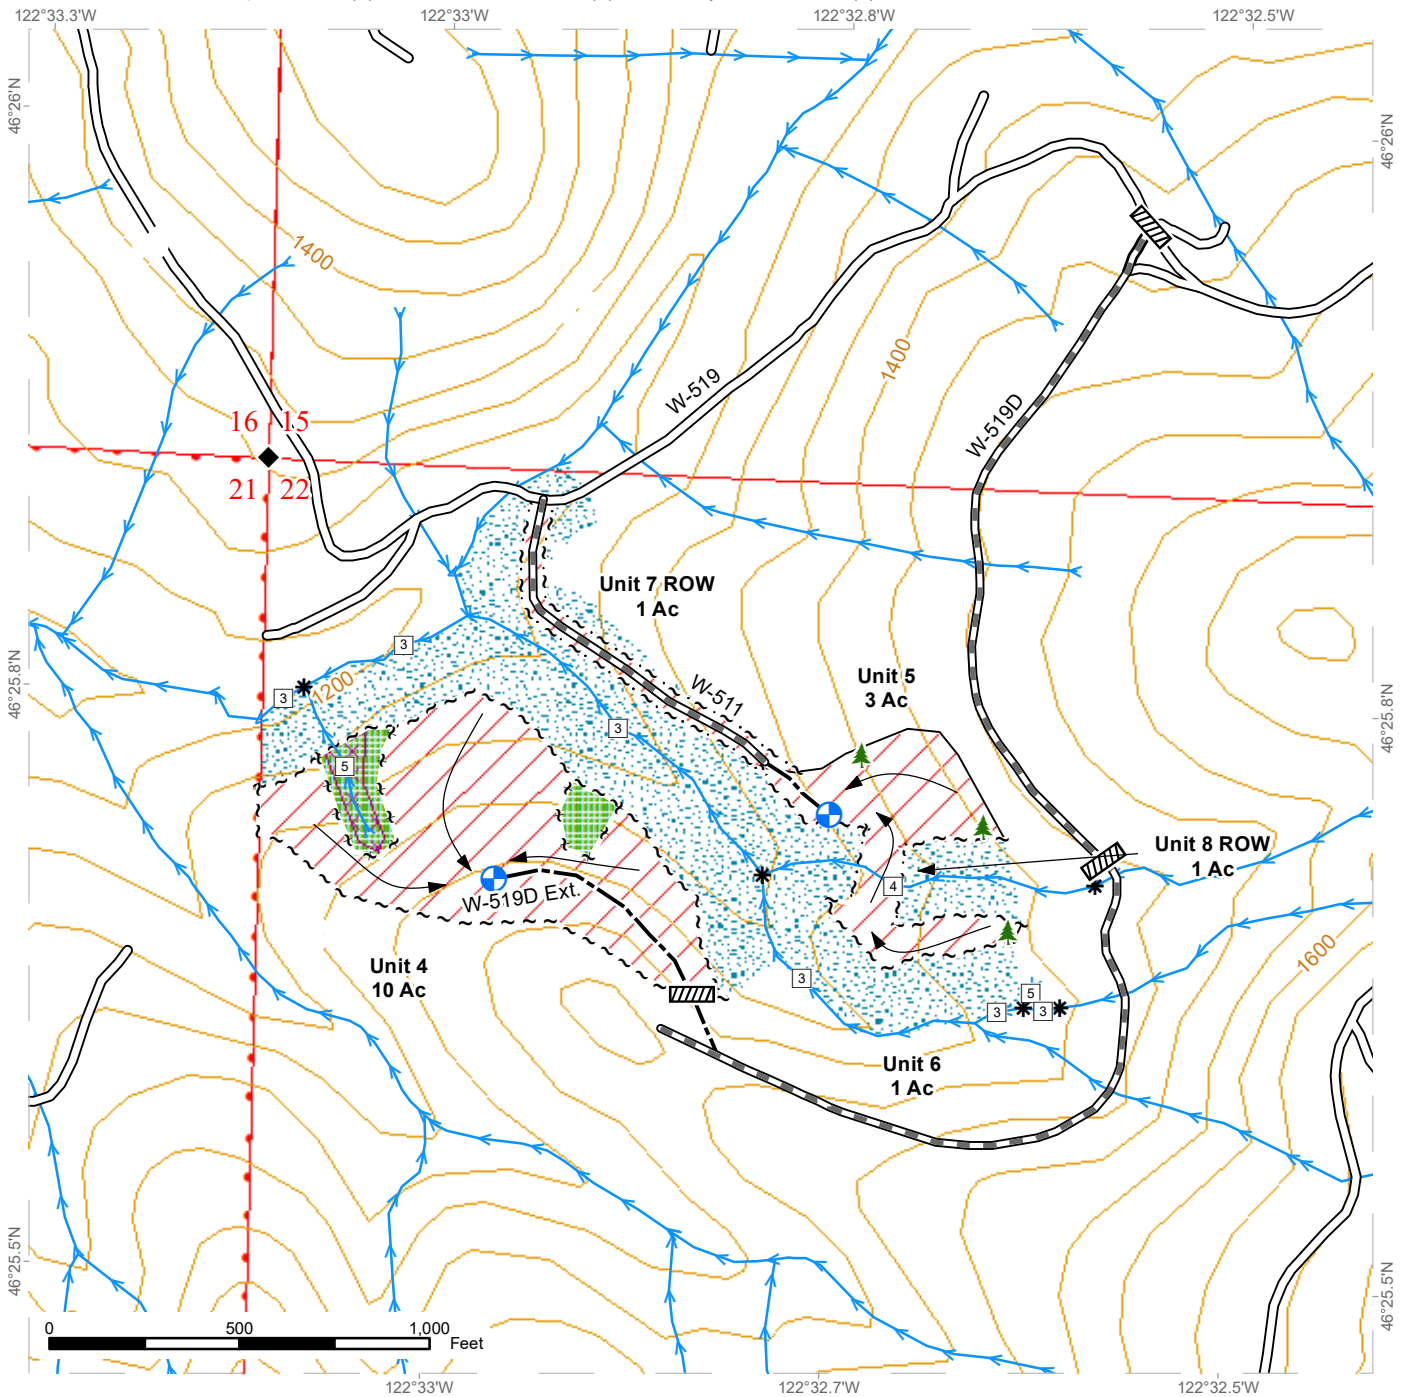 122°33.3'W
122°33'W
122°32.8'W
122°32.5'W
46°26'N
46°26'N
1400
W-519
1400
W-519D
16 15
21 22
Unit 7 ROW
1 Ac
3
46°25.8'N
3
1200
W-511
Unit 5
3 Ac
3
46°25.8'N
5
Unit 8 ROW
1 Ac
W-519D Ext.
4
Unit 4
10 Ac
3
5
3
3
1600
Unit 6
1 Ac
46°25.5'N
46°25.5'N
0
500
1,000
Feet
122°33'W
122°32.7'W
122°32.5'W